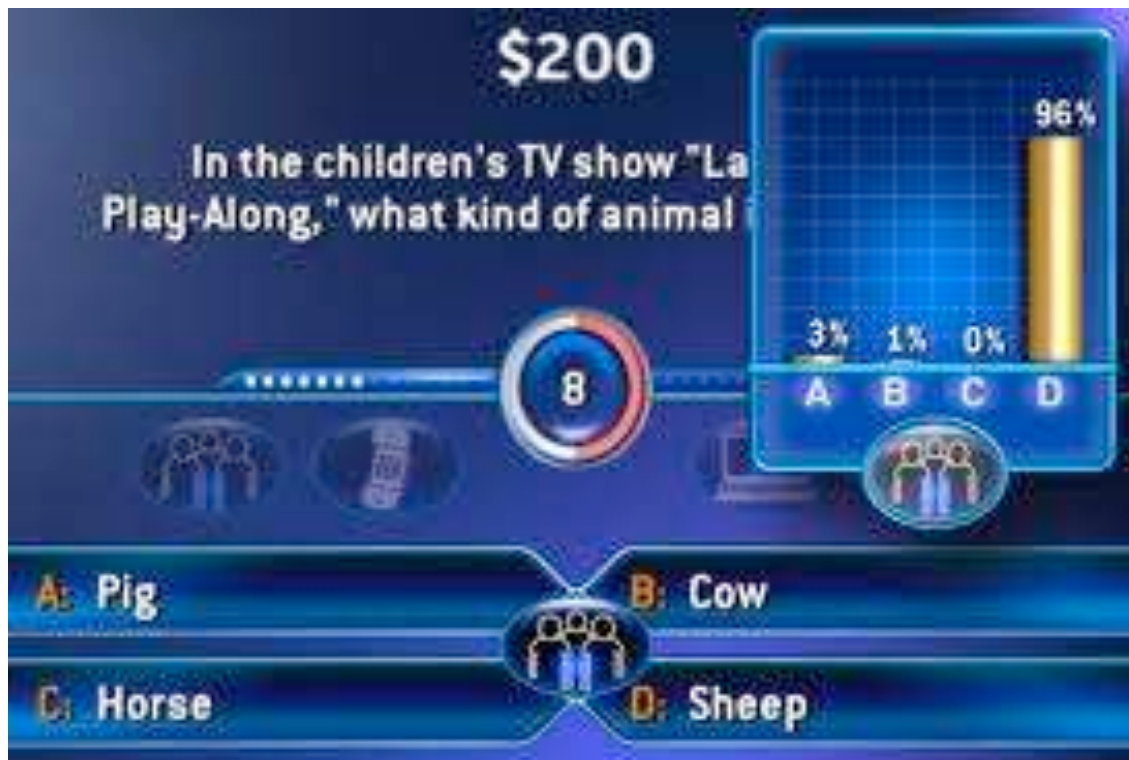 $200
In the children's TV show "La
Play-Along," what kind of animal
96%
3%
1%
0%
A
B
C
D
8
A: Pig
B: Cow
C: Horse
D: Sheep